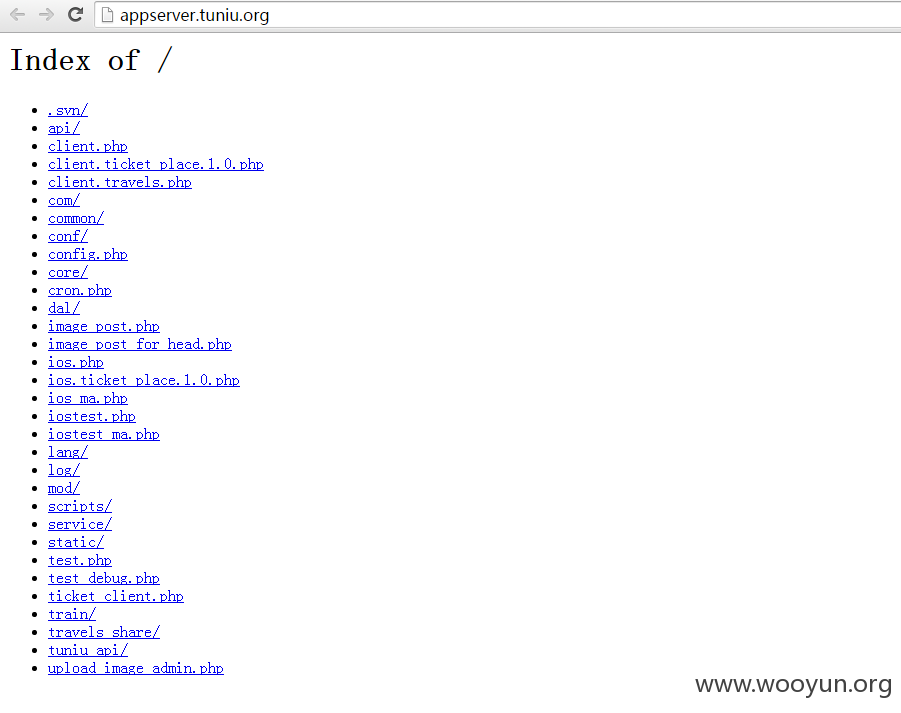 appserver.tuniu.org
Index of /
.svn/
api/
client.php
client.ticket_place.1.0.php
client.travels.php
com/
common/
conf/
config.php
core/
cron.php
dal/
image_post.php
image_post_for_head.php
ios.php
ios.ticket_place.1.0.php
ios_ma.php
iostest.php
iostest_ma.php
lang/
log/
mod/
scripts/
service/
static/
test.php
test_debug.php
ticket_client.php
train/
travels_share/
tuniu_api/
upload_image_admin.php
www.wooyun.org